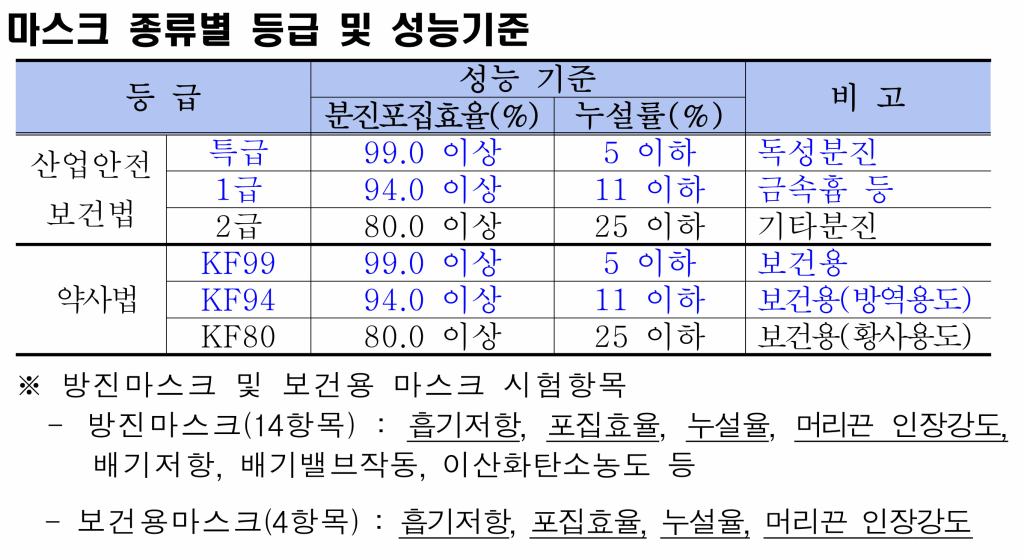 마스크 종류별 등급 및 성능기준
등 급 성능 기준 비 고
분진포집효율(%) 누설률(%)
산업안전보건법 특급 99.0 이상 5 이하 독성분진
1급 94.0 이상 11 이하 금속흄 등
2급 80.0 이상 25 이하 기타분진
약사법 KF99 99.0 이상 5 이하 보건용
KF94 94.0 이상 11 이하 보건용(방역용도)
KF80 80.0 이상 25 이하 보건용(황사용도)
※ 방진마스크 및 보건용 마스크 시험항목
- 방진마스크(14항목) : 흡기저항, 포집효율, 누설율, 머리끈 인장강도,
배기저항, 배기밸브작동, 이산화탄소농도 등
- 보건용마스크(4항목) : 흡기저항, 포집효율, 누설율, 머리끈 인장강도